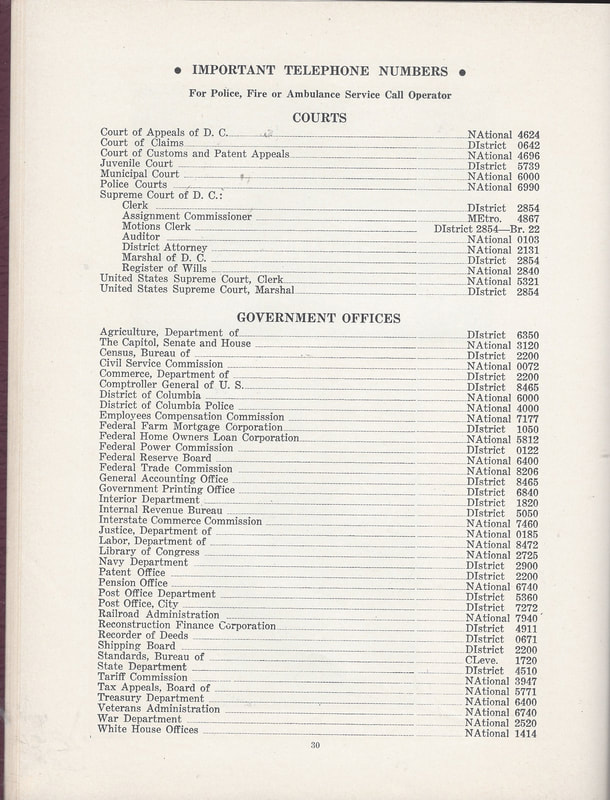 • IMPORTANT TELEPHONE NUMBERS •
For Police, Fire or Ambulance Service Call Operator
COURTS
Court of Appeals of D. C. NAtional 4624
Court of Claims DIstrict 0642
Court of Customs and Patent Appeals NAtional 4696
Juvenile Court DIstrict 5739
Municipal Court NAtional 6000
Police Courts NAtional 6990
Supreme Court of D. C.:
Clerk DIstrict 2854
Assignment Commissioner MEtro. 4867
Motions Clerk DIstrict 2854—Br. 22
Auditor NAtional 0103
District Attorney NAtional 2131
Marshal of D. C. DIstrict 2854
Register of Wills NAtional 2840
United States Supreme Court, Clerk NAtional 5321
United States Supreme Court, Marshal DIstrict 2854
GOVERNMENT OFFICES
Agriculture, Department of DIstrict 6350
The Capitol, Senate and House NAtional 3120
Census, Bureau of DIstrict 2200
Civil Service Commission NAtional 0072
Commerce, Department of DIstrict 2200
Comptroller General of U. S. DIstrict 8465
District of Columbia NAtional 6000
District of Columbia Police NAtional 4000
Employees Compensation Commission NAtional 7177
Federal Farm Mortgage Corporation DIstrict 1050
Federal Home Owners Loan Corporation NAtional 5812
Federal Power Commission DIstrict 0122
Federal Reserve Board NAtional 6400
Federal Trade Commission NAtional 8206
General Accounting Office DIstrict 8465
Government Printing Office DIstrict 6840
Interior Department DIstrict 1820
Internal Revenue Bureau DIstrict 5050
Interstate Commerce Commission NAtional 7460
Justice, Department of NAtional 0185
Labor, Department of NAtional 8472
Library of Congress NAtional 2725
Navy Department DIstrict 2900
Patent Office DIstrict 2200
Pension Office NAtional 6740
Post Office Department DIstrict 5360
Post Office, City DIstrict 7272
Railroad Administration NAtional 7940
Reconstruction Finance Corporation DIstrict 4911
Recorder of Deeds DIstrict 0671
Shipping Board DIstrict 2200
Standards, Bureau of CLeve. 1720
State Department DIstrict 4510
Tariff Commission NAtional 3947
Tax Appeals, Board of NAtional 5771
Treasury Department NAtional 6400
Veterans Administration NAtional 6740
War Department NAtional 2520
White House Offices NAtional 1414
30